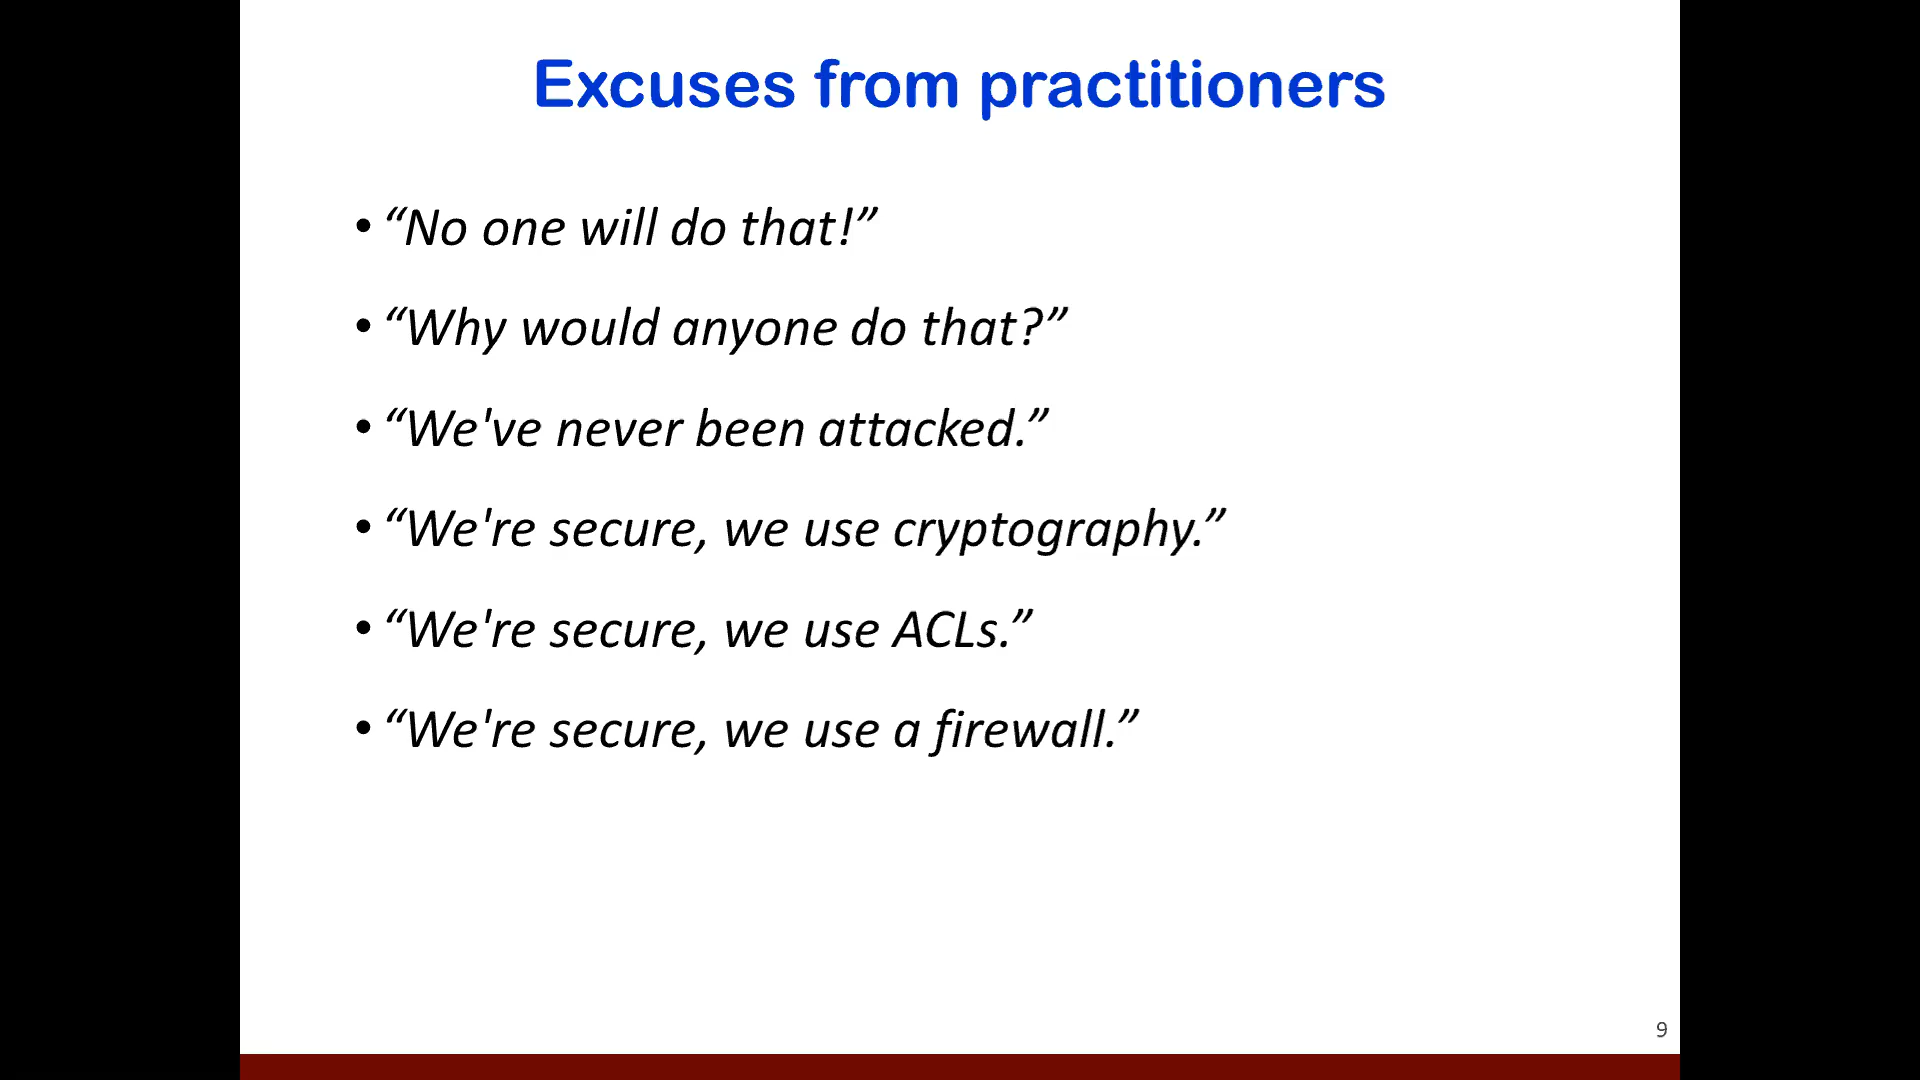 Excuses from practitioners
• “No one will do that!”
• “Why would anyone do that?”
• “We've never been attacked.”
• “We're secure, we use cryptography.”
• “We're secure, we use ACLs.”
• “We're secure, we use a firewall.”
9